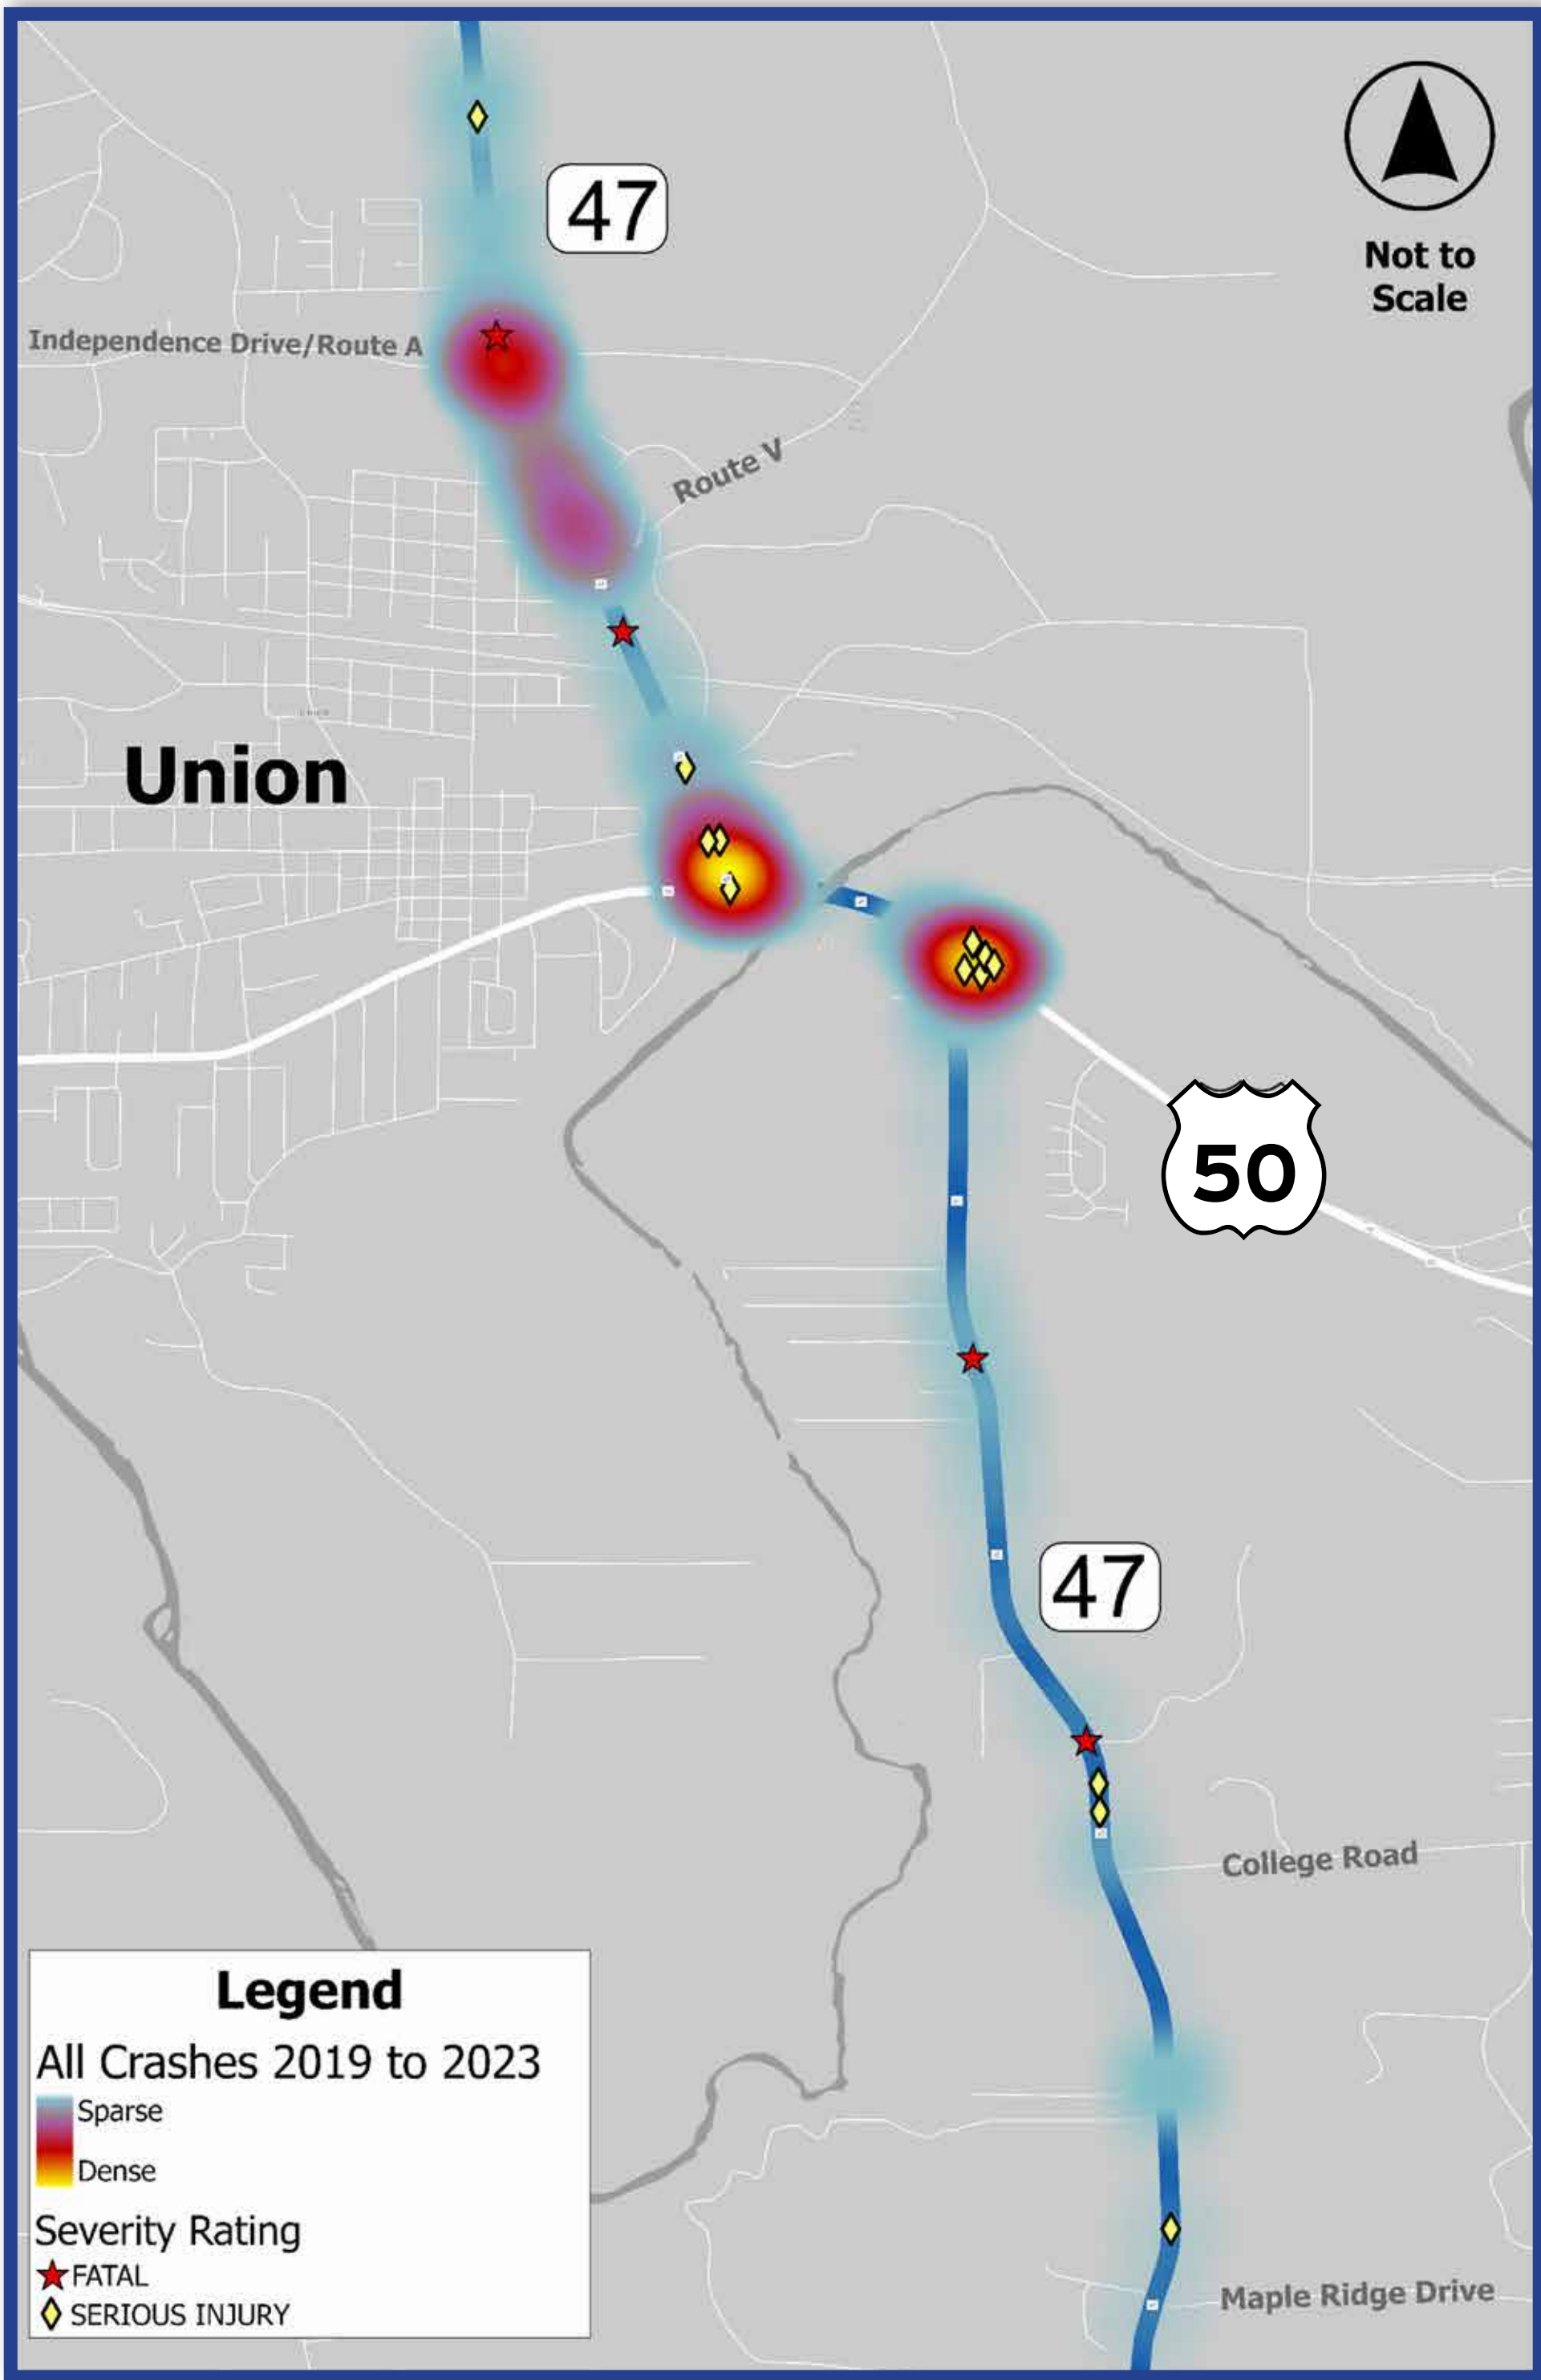 47
Not to
Scale
Independence Drive/Route A
Route V
Union
50
47
College Road
Legend
All Crashes 2019 to 2023
Sparse
Dense
Severity Rating
FATAL
SERIOUS INJURY
Maple Ridge Drive